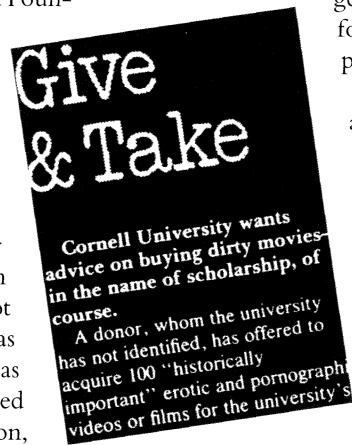 Give
& Take
Cornell University wants
advice on buying dirty movies—
in the name of scholarship, of
course.
A donor, whom the university
has not identified, has offered to
acquire 100 "historically
important" erotic and pornographi
videos or films for the university's